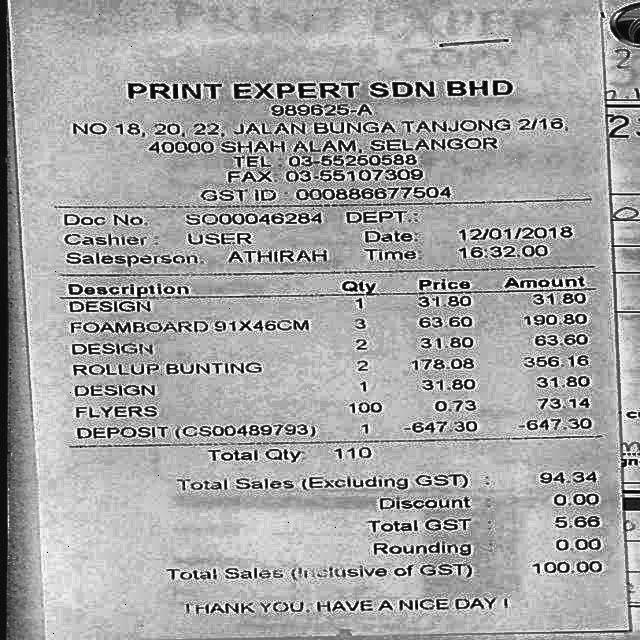 PRINT EXPERT SDN BHD
989625-A
NO 18, 20, 22, JALAN BUNGA TANJONG 2/16,
40000 SHAH ALAM, SELANGOR
TEL : 03-55250588
FAX. 03-55107309
GST ID : 000886677504
Doc No. SO00046284 DEPT.:
Cashier : USER Date: 12/01/2018
Salesperson. ATHIRAH Time: 16:32.00
Description Qty Price Amount
DESIGN 1 31.80 31.80
FOAMBOARD 91X46CM 3 63.60 190.80
DESIGN 2 31.80 63.60
ROLLUP BUNTING 2 178.08 356.16
DESIGN 1 31.80 31.80
FLYERS 100 0.73 73.14
DEPOSIT (CS00489793) 1 -647.30 -647.30
Total Qty: 110
Total Sales (Excluding GST) : 94.34
Discount : 0.00
Total GST : 5.66
Rounding : 0.00
Total Sales (Inclusive of GST) : 100.00
THANK YOU, HAVE A NICE DAY !